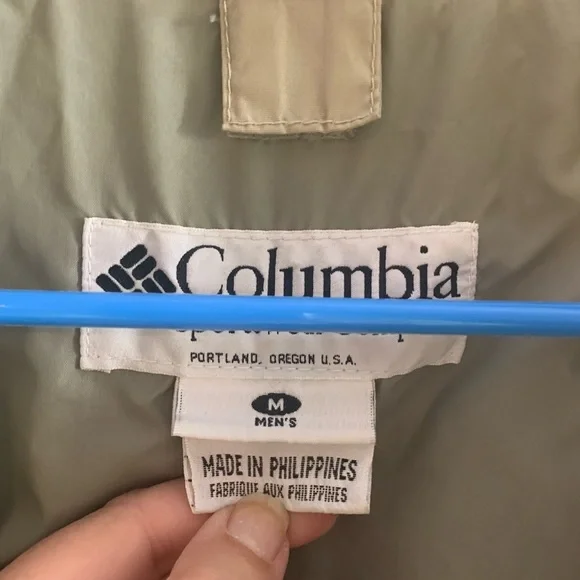 Columbia
PORTLAND, OREGON U.S.A.
M
MEN'S
MADE IN PHILIPPINES
FABRIQUE AUX PHILIPPINES